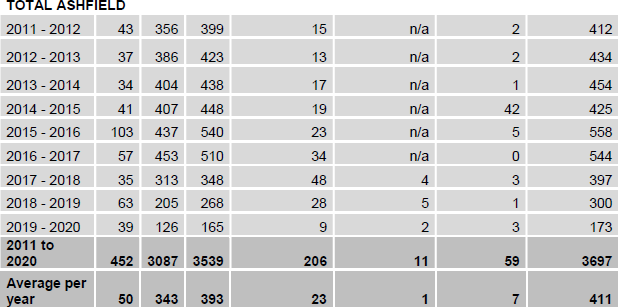 TOTAL ASHFIELD
2011 - 2012 43 356 399 15 n/a 2 412
2012 - 2013 37 386 423 13 n/a 2 434
2013 - 2014 34 404 438 17 n/a 1 454
2014 - 2015 41 407 448 19 n/a 42 425
2015 - 2016 103 437 540 23 n/a 5 558
2016 - 2017 57 453 510 34 n/a 0 544
2017 - 2018 35 313 348 48 4 3 397
2018 - 2019 63 205 268 28 5 1 300
2019 - 2020 39 126 165 9 2 3 173
2011 to
2020 452 3087 3539 206 11 59 3697
Average per
year 50 343 393 23 1 7 411